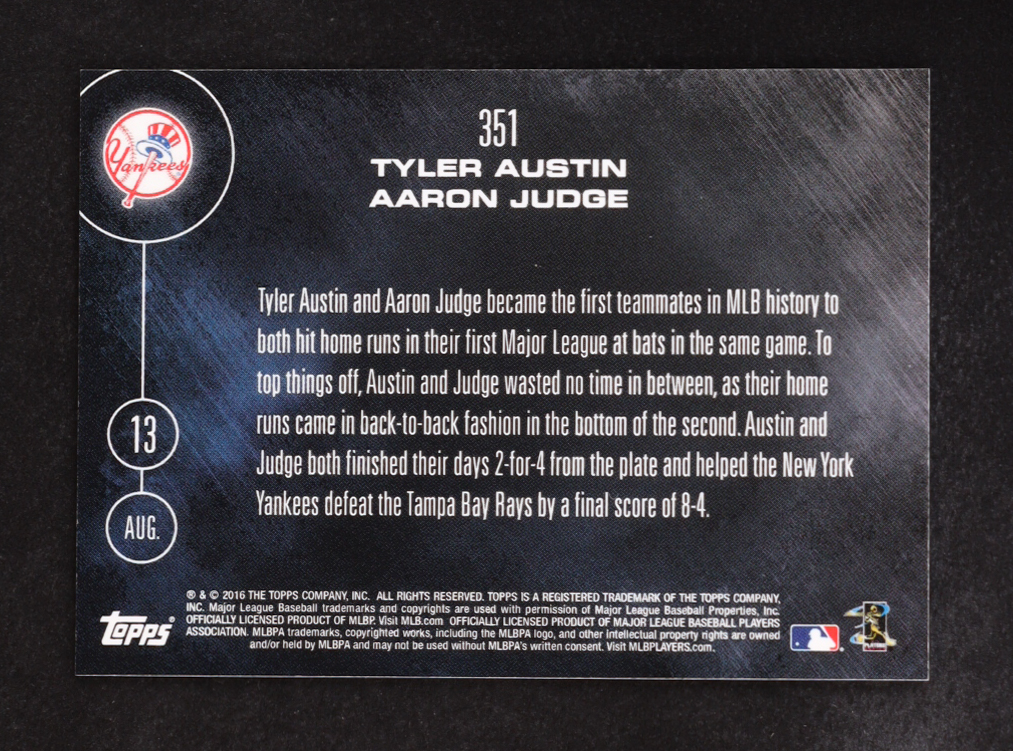 Yankees
351
TYLER AUSTIN
AARON JUDGE
Tyler Austin and Aaron Judge became the first teammates in MLB history to
both hit home runs in their first Major League at bats in the same game. To
top things off, Austin and Judge wasted no time in between, as their home
runs came in back-to-back fashion in the bottom of the second. Austin and
Judge both finished their days 2-for-4 from the plate and helped the New York
Yankees defeat the Tampa Bay Rays by a final score of 8-4.
13
AUG.
topps
® & © 2016 THE TOPPS COMPANY, INC. ALL RIGHTS RESERVED. TOPPS IS A REGISTERED TRADEMARK OF THE TOPPS COMPANY,
INC. Major League Baseball trademarks and copyrights are used with permission of Major League Baseball Properties, Inc.
OFFICIALLY LICENSED PRODUCT OF MLBP. Visit MLB.com OFFICIALLY LICENSED PRODUCT OF MAJOR LEAGUE BASEBALL PLAYERS
ASSOCIATION. MLBPA trademarks, copyrighted works, including the MLBPA logo, and other intellectual property rights are owned
and/or held by MLBPA and may not be used without MLBPA's written consent. Visit MLBPLAYERS.com.
PLAYERS